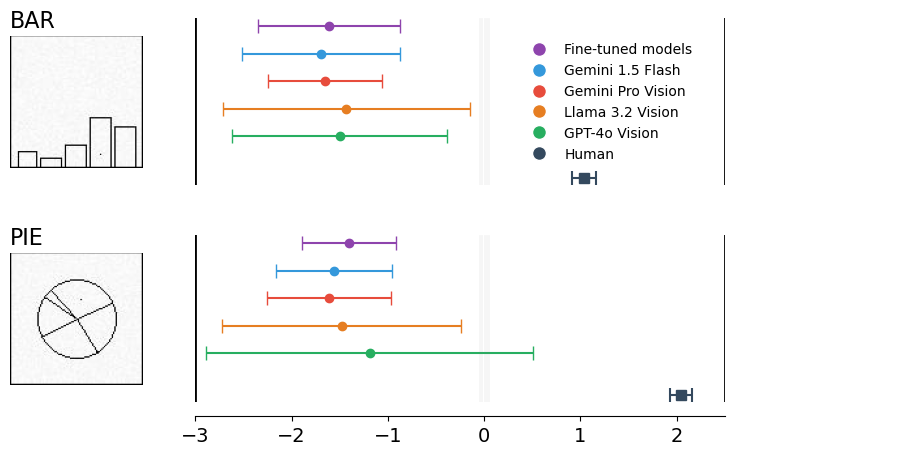 BAR
Fine-tuned models
Gemini 1.5 Flash
Gemini Pro Vision
Llama 3.2 Vision
GPT-4o Vision
Human
PIE
−3 −2 −1 0 1 2